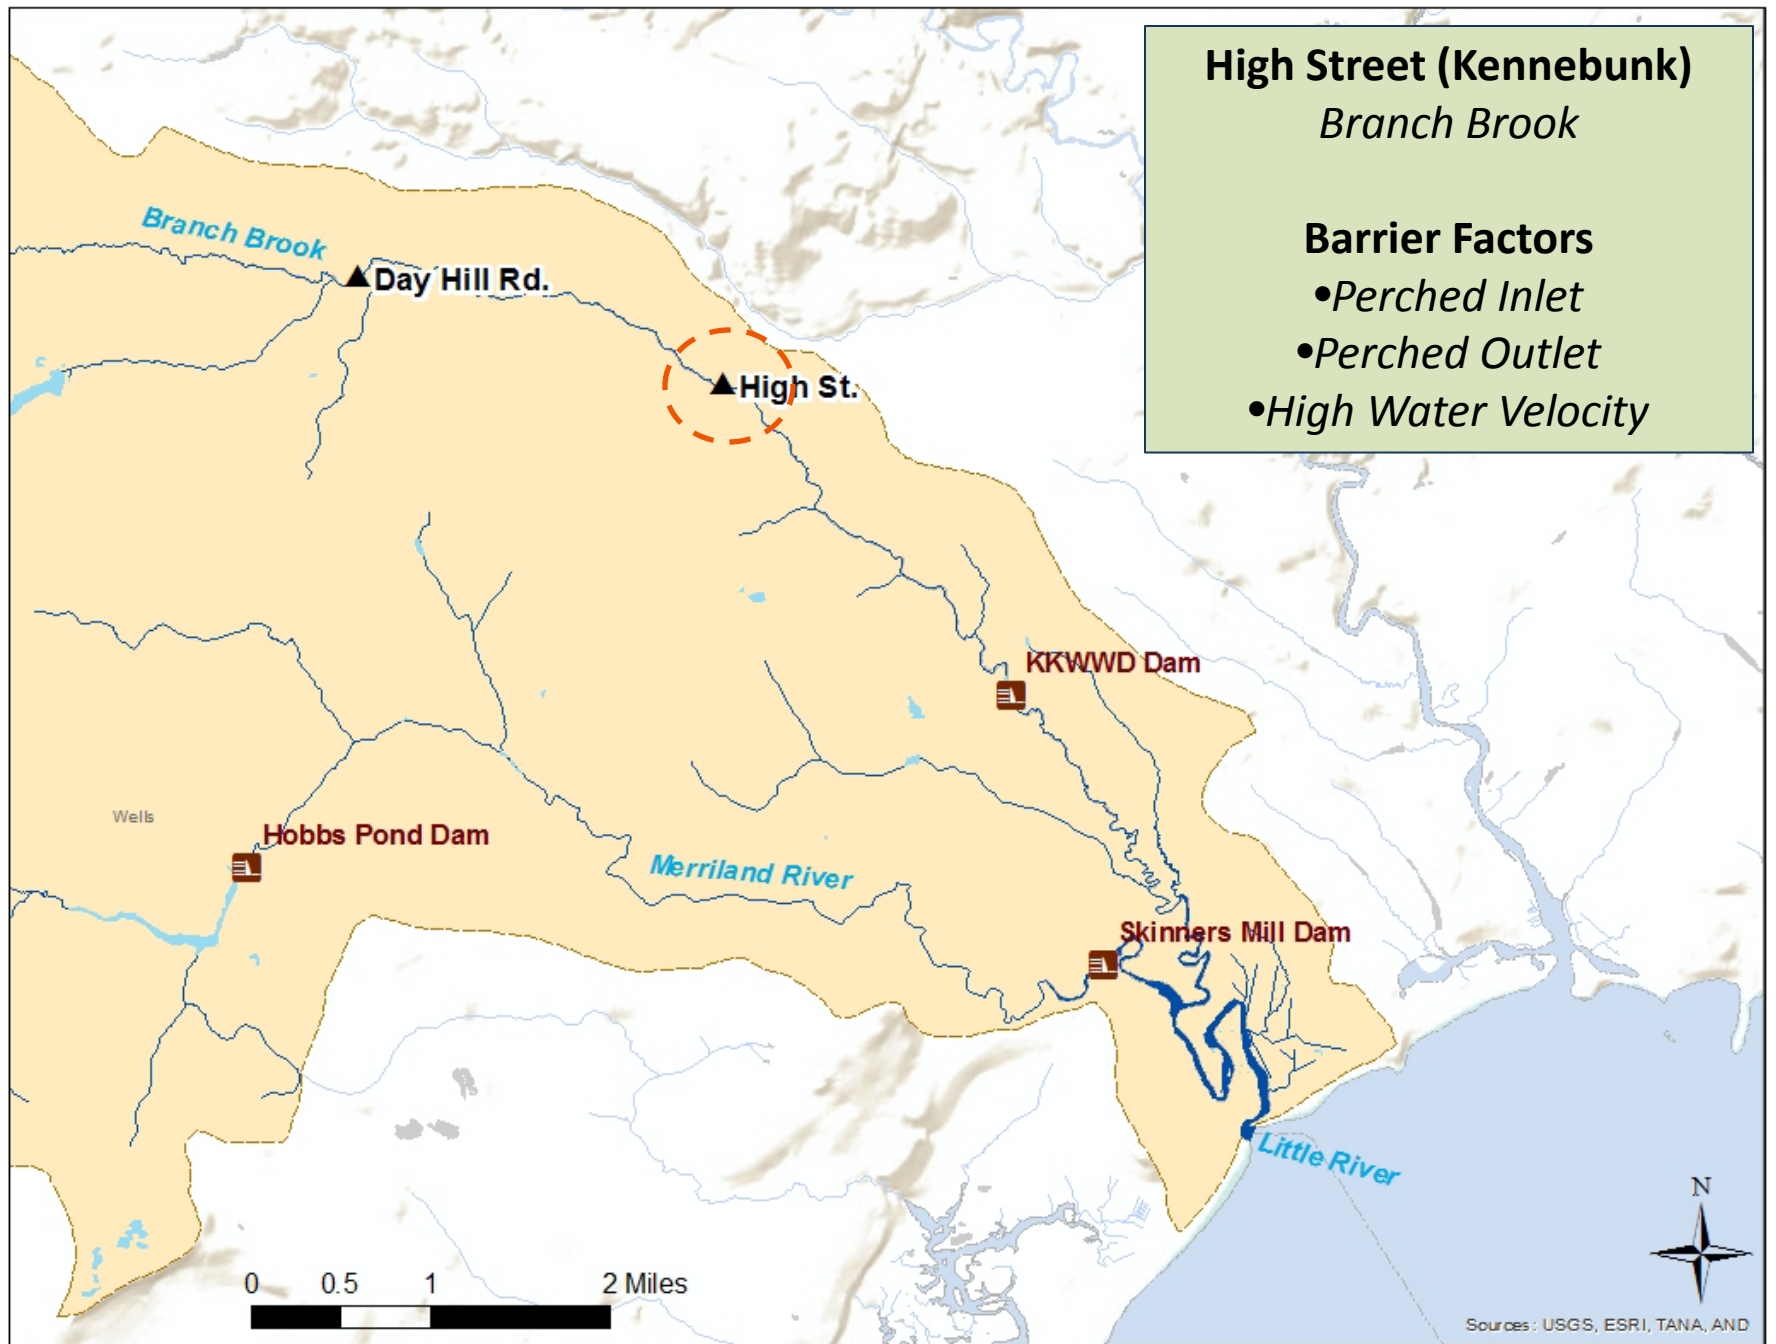 High Street (Kennebunk)
Branch Brook
Barrier Factors
•Perched Inlet
•Perched Outlet
•High Water Velocity
Branch Brook
Day Hill Rd.
High St.
KKWWD Dam
Wells
Hobbs Pond Dam
Merriland River
Skinners Mill Dam
Little River
N
0 0.5 1 2 Miles
Sources: USGS, ESRI, TANA, AND